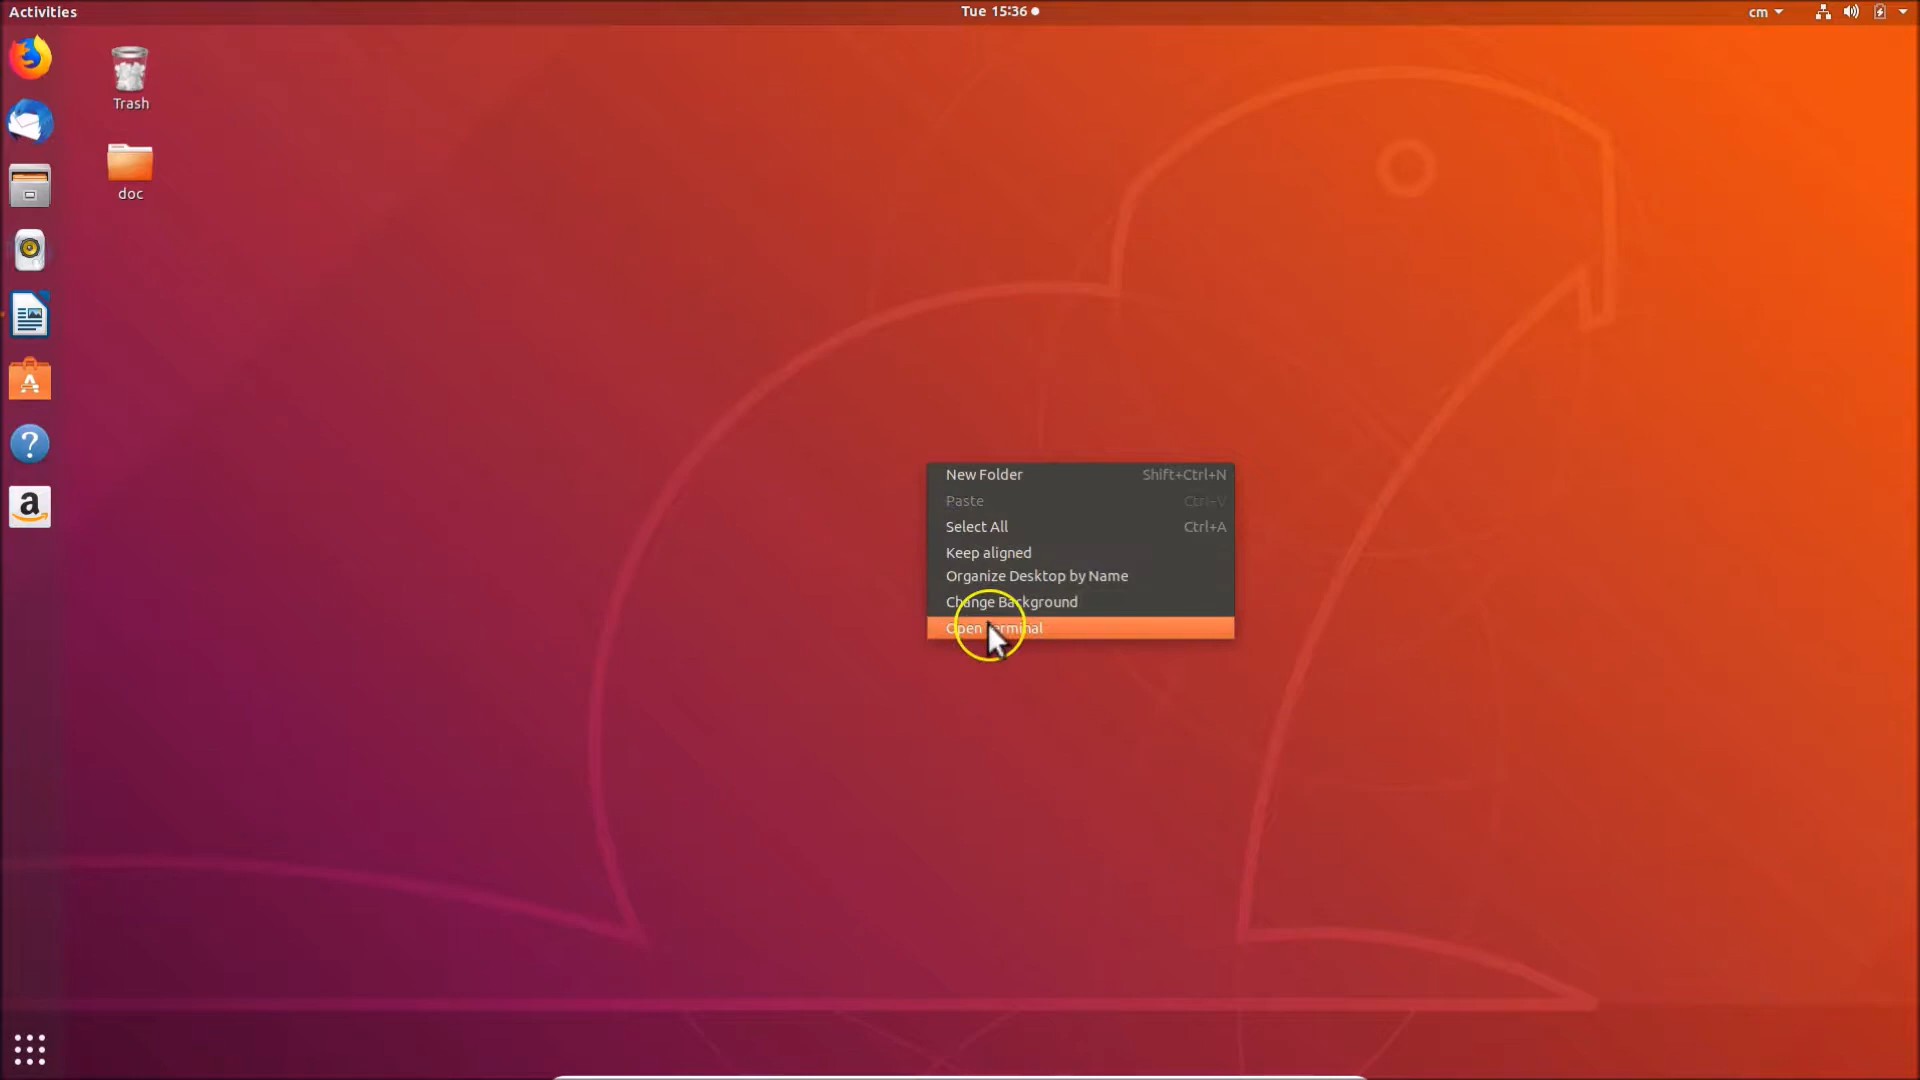 Activities
Tue 15:36
cm
Trash
doc
New Folder Shift+Ctrl+N
Paste Ctrl+V
Select All Ctrl+A
Keep aligned
Organize Desktop by Name
Change Background
Open Terminal